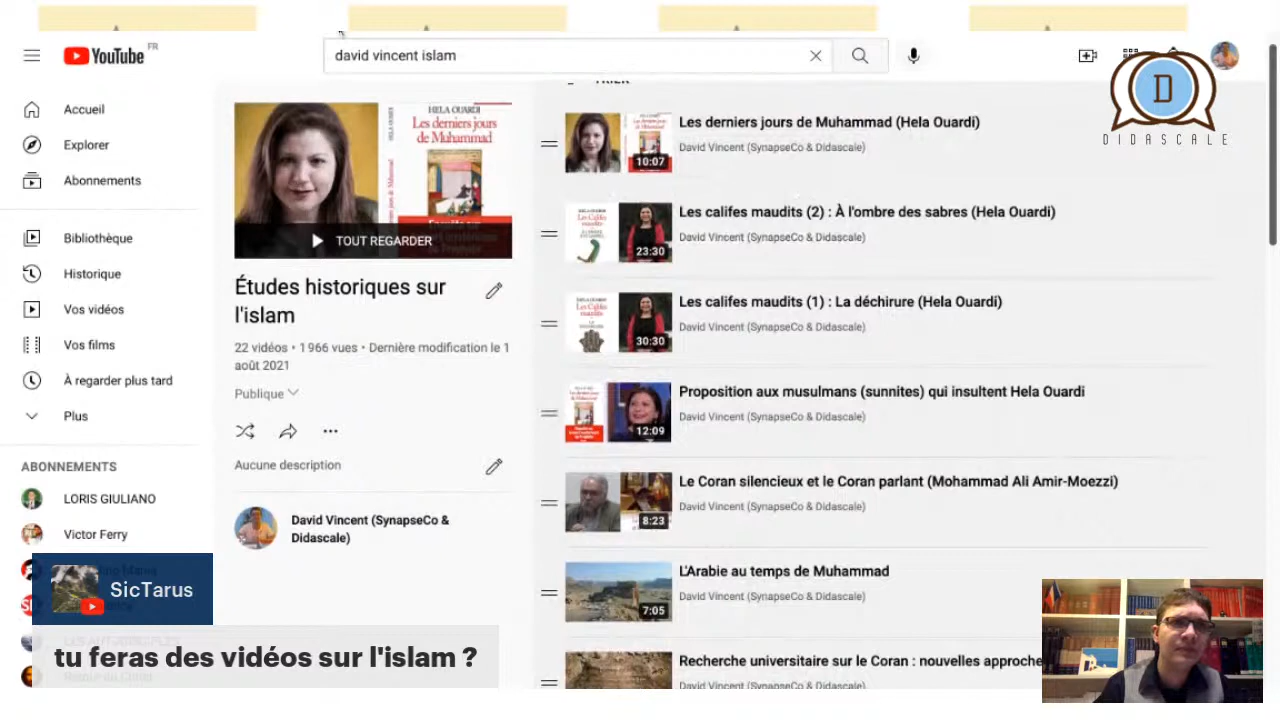 YouTube FR
david vincent islam
D
DIDASCALE
Accueil
Explorer
Abonnements
Bibliothèque
Historique
Vos vidéos
Vos films
À regarder plus tard
Plus
ABONNEMENTS
LORIS GIULIANO
Victor Ferry
HELA OUARDI
Les derniers jours
de Muhammad
TOUT REGARDER
Études historiques sur
l'islam
22 vidéos • 1 966 vues • Dernière modification le 1
août 2021
Publique
Aucune description
David Vincent (SynapseCo &
Didascale)
10:07
Les derniers jours de Muhammad (Hela Ouardi)
David Vincent (SynapseCo & Didascale)
23:30
Les califes maudits (2) : À l'ombre des sabres (Hela Ouardi)
David Vincent (SynapseCo & Didascale)
30:30
Les califes maudits (1) : La déchirure (Hela Ouardi)
David Vincent (SynapseCo & Didascale)
12:09
Proposition aux musulmans (sunnites) qui insultent Hela Ouardi
David Vincent (SynapseCo & Didascale)
8:23
Le Coran silencieux et le Coran parlant (Mohammad Ali Amir-Moezzi)
David Vincent (SynapseCo & Didascale)
7:05
L'Arabie au temps de Muhammad
David Vincent (SynapseCo & Didascale)
Recherche universitaire sur le Coran : nouvelles approche
David Vincent (SynapseCo & Didascale)
SicTarus
tu feras des vidéos sur l'islam ?